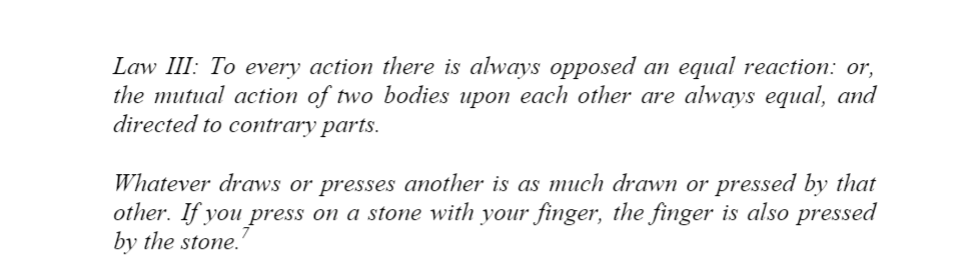 Law III: To every action there is always opposed an equal reaction: or,
the mutual action of two bodies upon each other are always equal, and
directed to contrary parts.
Whatever draws or presses another is as much drawn or pressed by that
other. If you press on a stone with your finger, the finger is also pressed
by the stone.7